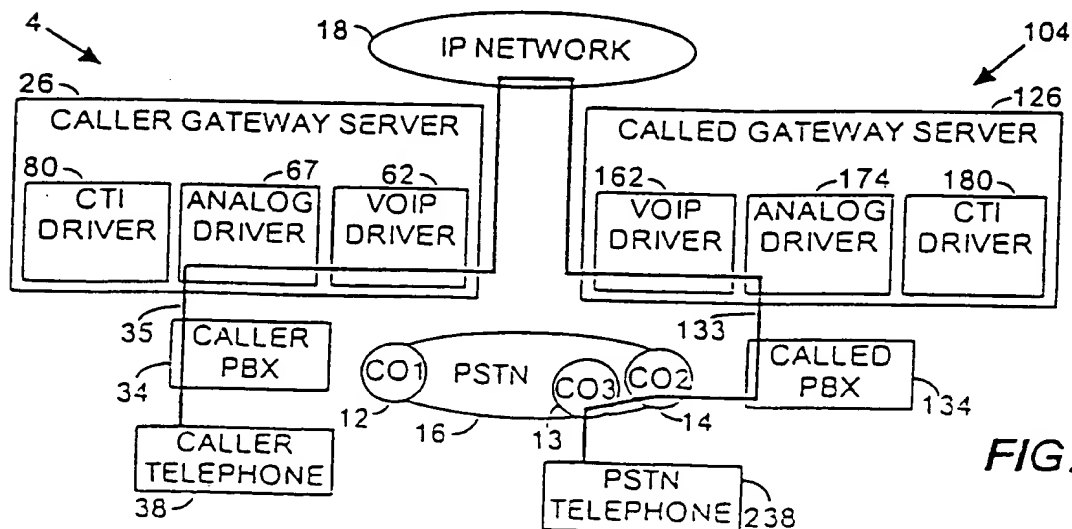 4
18
IP NETWORK
104
26
126
CALLER GATEWAY SERVER
CALLED GATEWAY SERVER
80
67
62
162
174
180
CTI
DRIVER
ANALOG
DRIVER
VOIP
DRIVER
VOIP
DRIVER
ANALOG
DRIVER
CTI
DRIVER
35
133
CALLER
PBX
34
CO1
PSTN
CO3
CO2
CALLED
PBX
134
12
16
13
14
CALLER
TELEPHONE
38
PSTN
TELEPHONE
238
FIG.